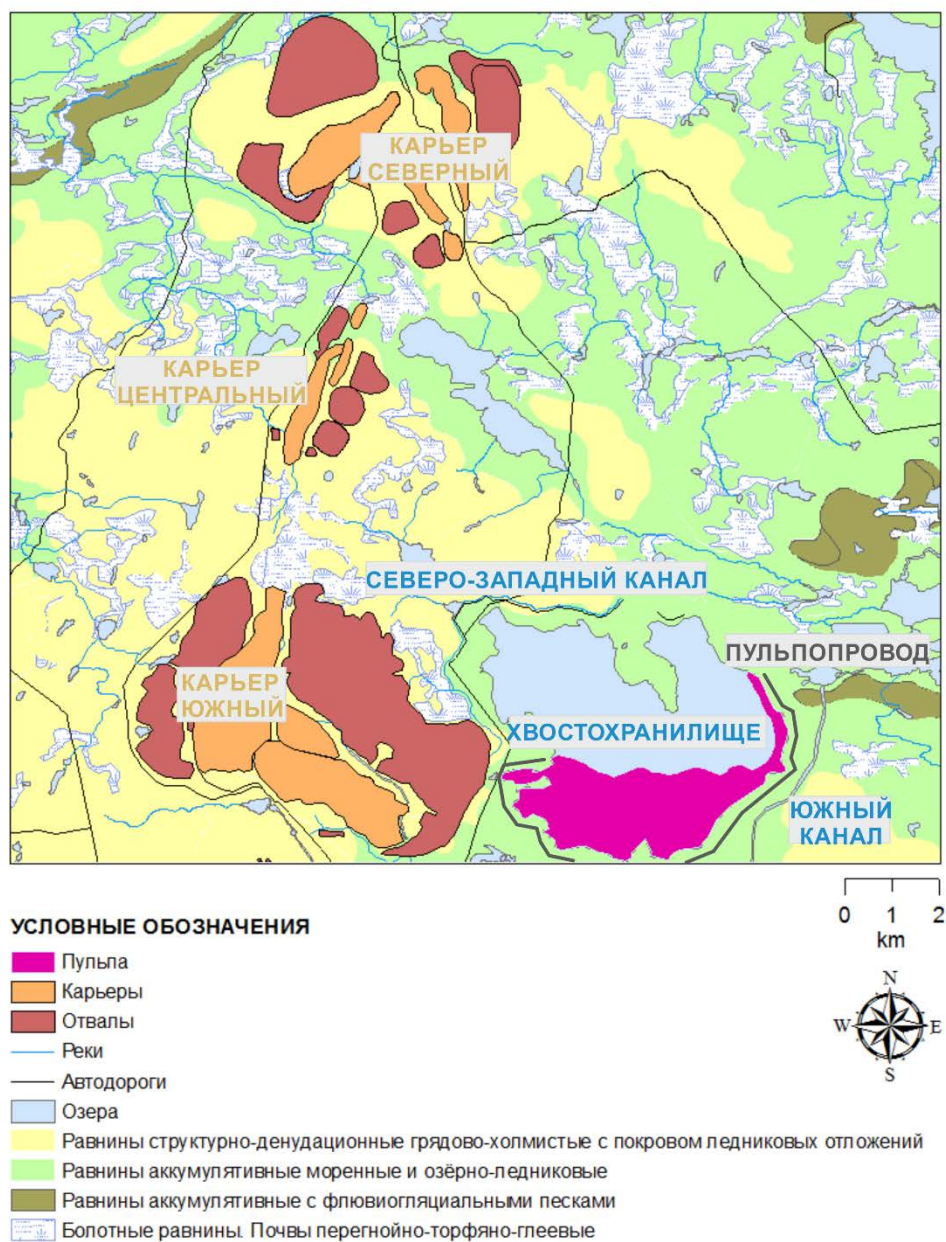 КАРЬЕР
СЕВЕРНЫЙ
КАРЬЕР
ЦЕНТРАЛЬНЫЙ
СЕВЕРО-ЗАПАДНЫЙ КАНАЛ
ПУЛЬПОПРОВОД
КАРЬЕР
ЮЖНЫЙ
ХВОСТОХРАНИЛИЩЕ
ЮЖНЫЙ
КАНАЛ
0 1 2
km
N
W E
S
УСЛОВНЫЕ ОБОЗНАЧЕНИЯ
Пульпа
Карьеры
Отвалы
Реки
Автодороги
Озера
Равнины структурно-денудационные грядово-холмистые с покровом ледниковых отложений
Равнины аккумулятивные моренные и озёрно-ледниковые
Равнины аккумулятивные с флювиогляциальными песками
Болотные равнины. Почвы перегнойно-торфяно-глеевые